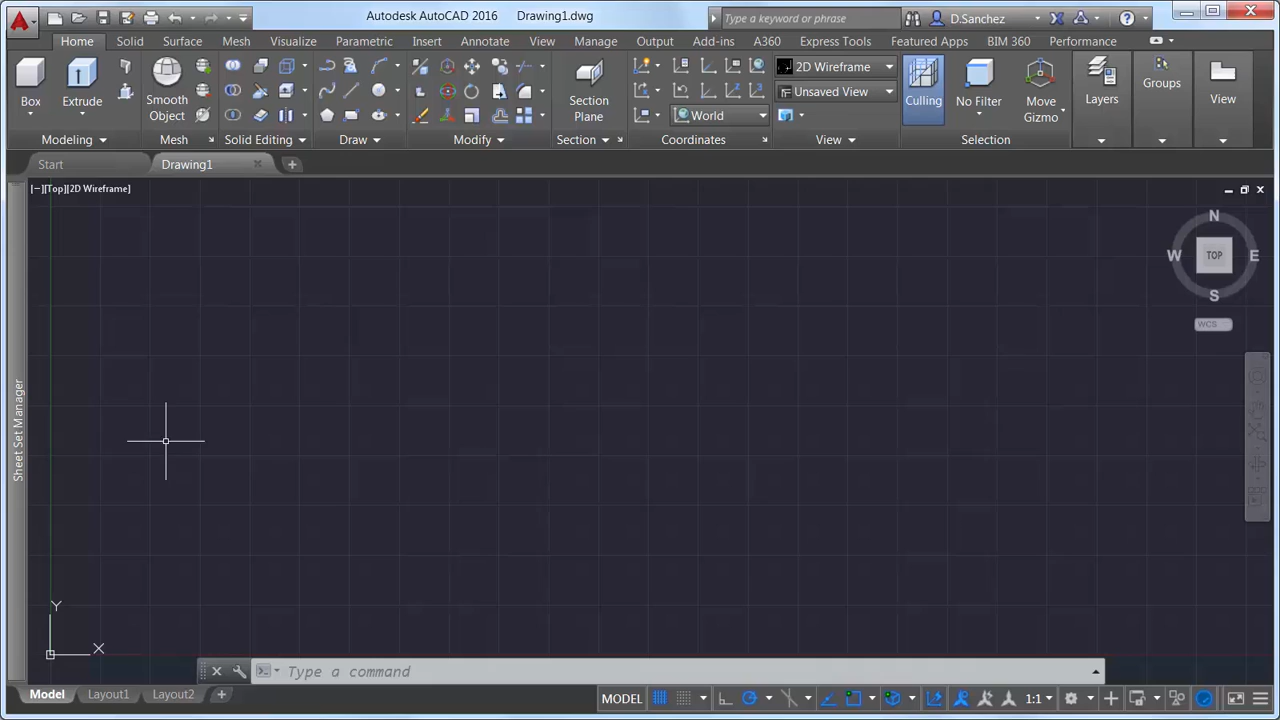 Autodesk AutoCAD 2016 Drawing1.dwg
Type a keyword or phrase
D.Sanchez
Home Solid Surface Mesh Visualize Parametric Insert Annotate View Manage Output Add-ins A360 Express Tools Featured Apps BIM 360 Performance
Box
Extrude
Smooth
Object
Section
Plane
World
2D Wireframe
Unsaved View
Culling
No Filter
Move
Gizmo
Layers
Groups
View
Modeling Mesh Solid Editing Draw Modify Section Coordinates View Selection
Start Drawing1
[−][Top][2D Wireframe]
N
W TOP E
S
WCS
Sheet Set Manager
Y
X
Type a command
Model Layout1 Layout2
MODEL 1:1